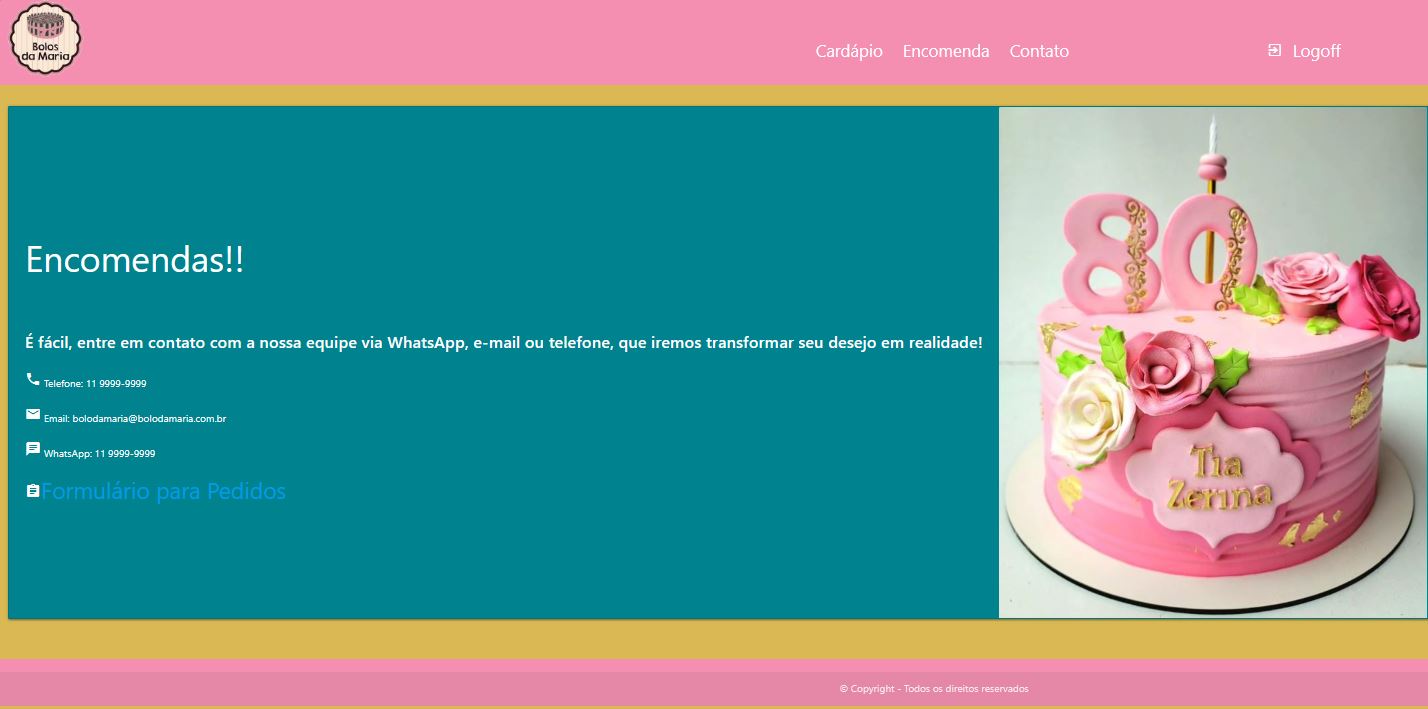 Bolos
da Maria
Cardápio Encomenda Contato Logoff
Encomendas!!
É fácil, entre em contato com a nossa equipe via WhatsApp, e-mail ou telefone, que iremos transformar seu desejo em realidade!
Telefone: 11 9999-9999
Email: bolodamaria@bolodamaria.com.br
WhatsApp: 11 9999-9999
Formulário para Pedidos
80
Tia
Zerina
© Copyright - Todos os direitos reservados